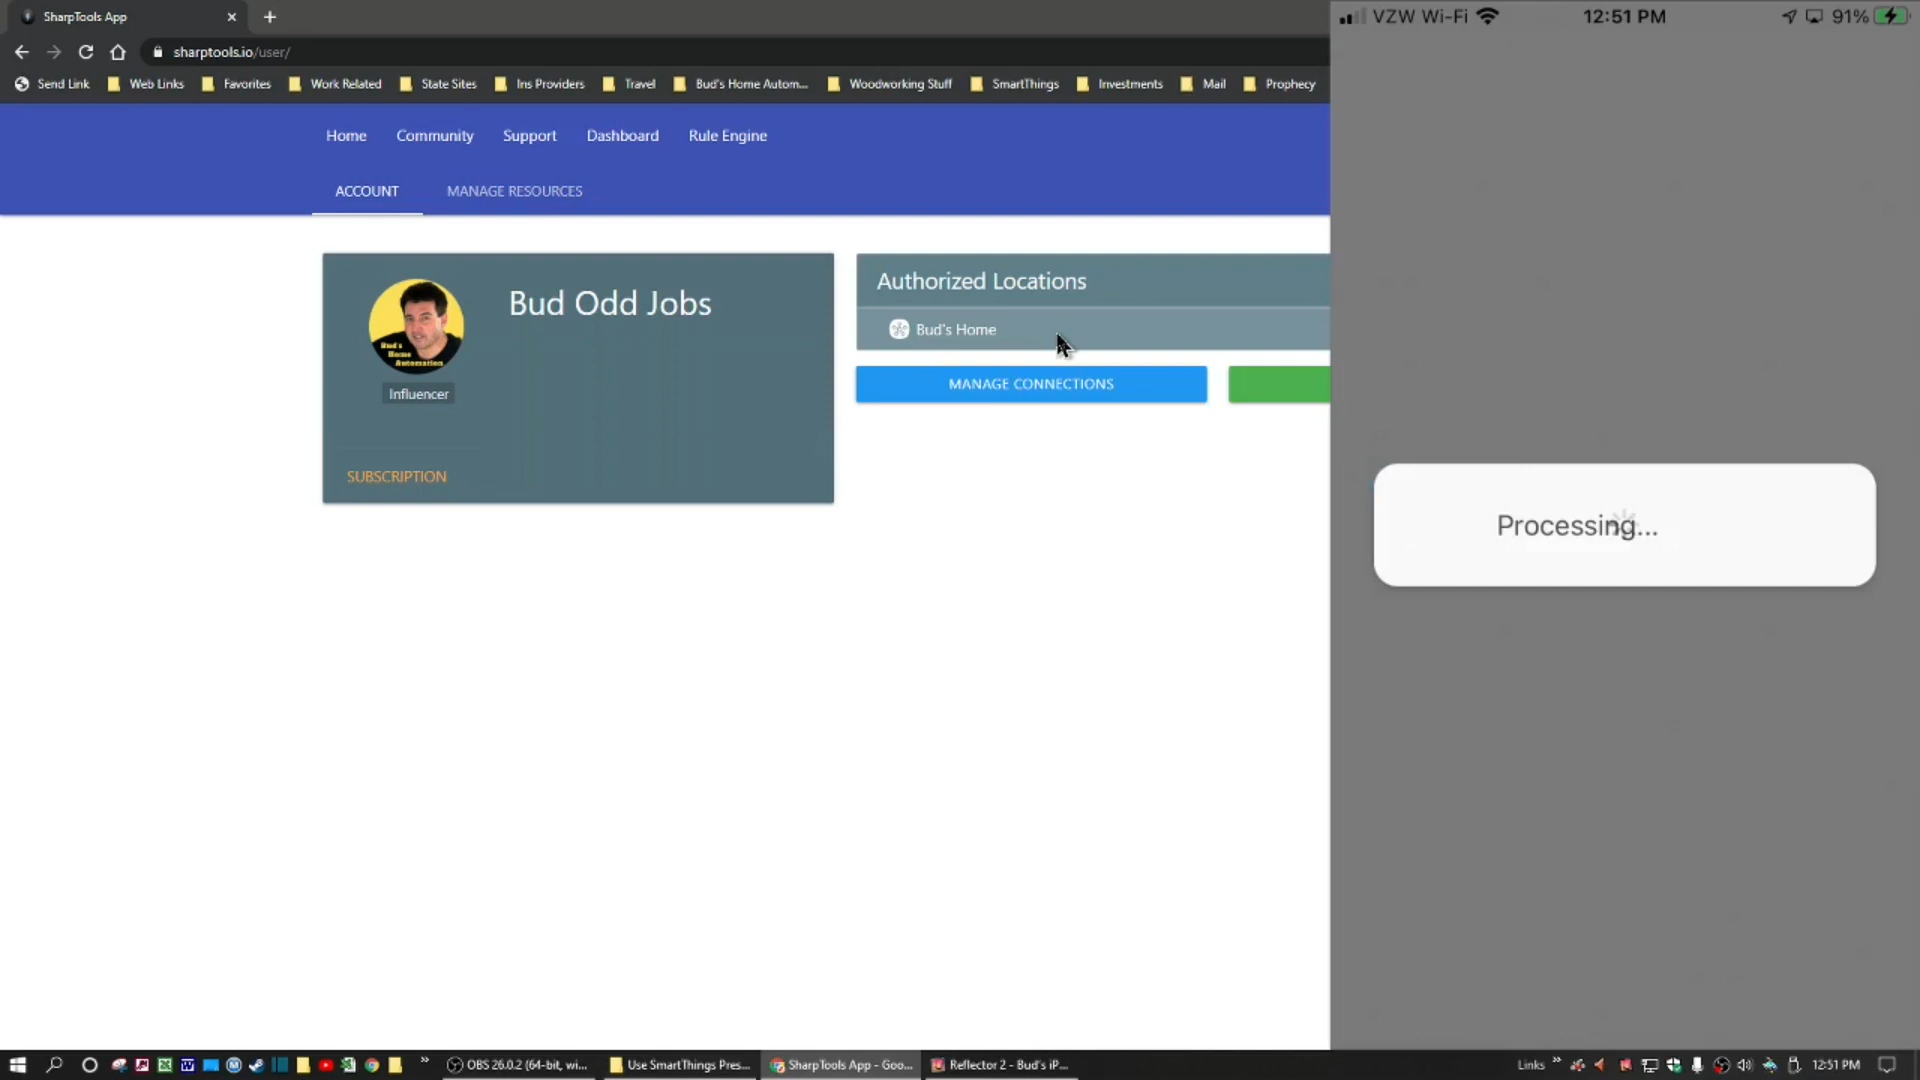 SharpTools App
sharptools.io/user/
Send Link Web Links Favorites Work Related State Sites Ins Providers Travel Bud's Home Autom... Woodworking Stuff SmartThings Investments Mail Prophecy
Home Community Support Dashboard Rule Engine
ACCOUNT MANAGE RESOURCES
Bud Odd Jobs
Bud's
Home
Automation
Influencer
SUBSCRIPTION
Authorized Locations
Bud's Home
MANAGE CONNECTIONS
VZW Wi-Fi 12:51 PM 91%
Processing...
OBS 26.0.2 (64-bit, wi... Use SmartThings Pres... SharpTools App - Goo... Reflector 2 - Bud's iP... Links 12:51 PM